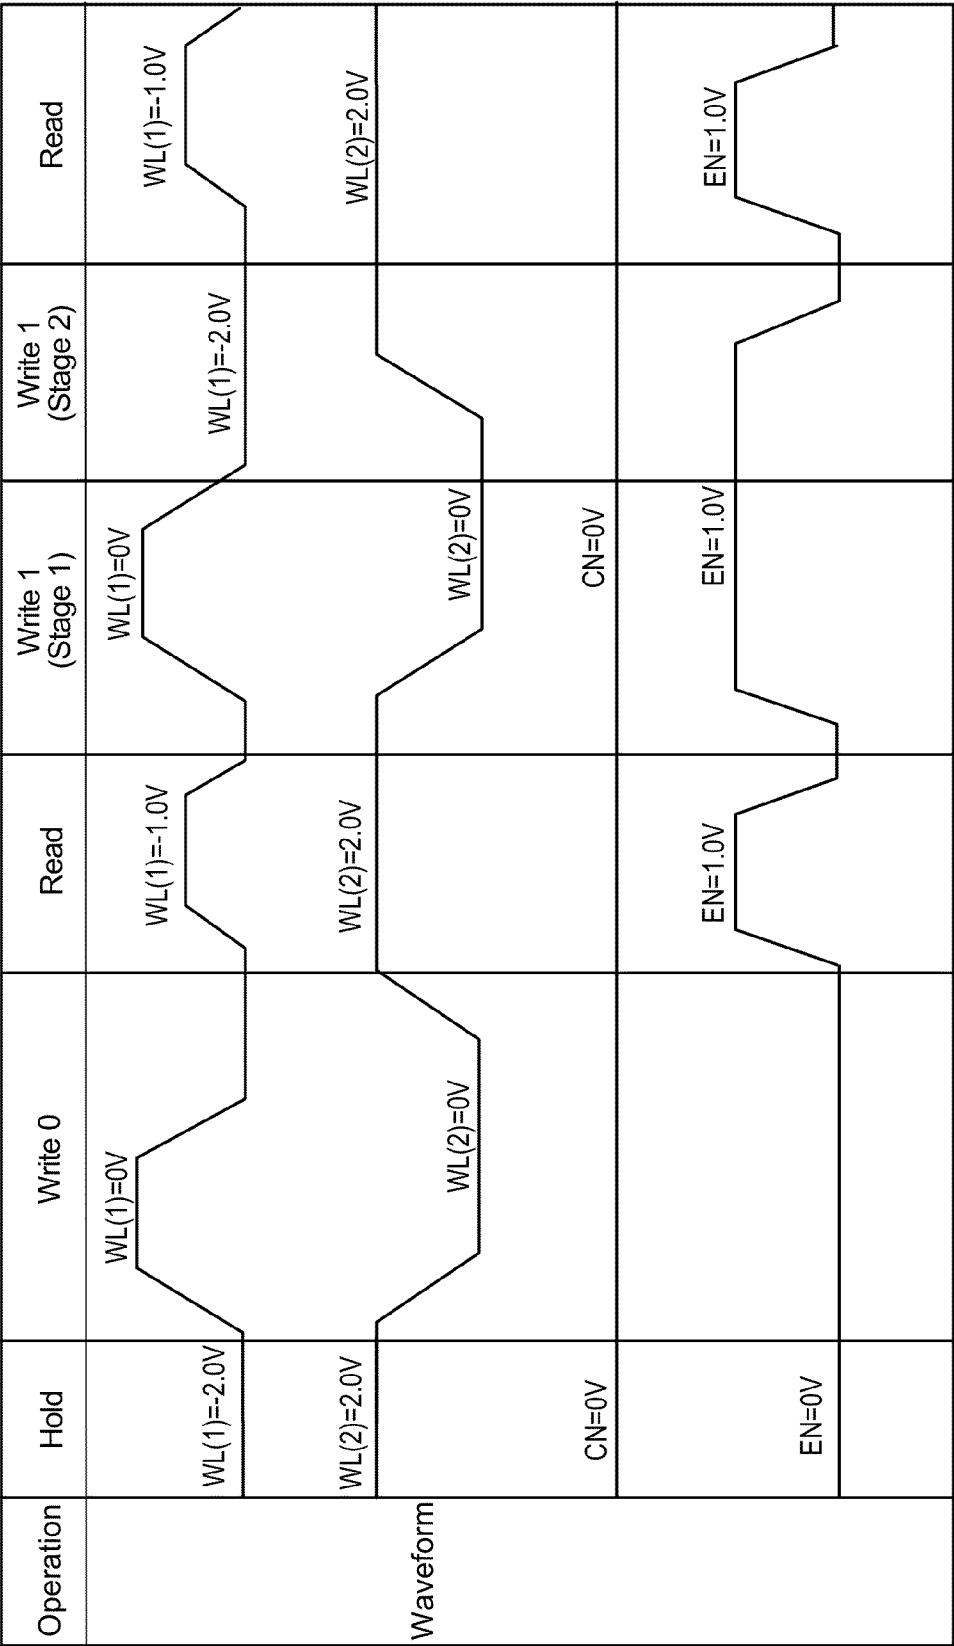 Operation
Hold
Write 0
Read
Write 1
(Stage 1)
Write 1
(Stage 2)
Read
Waveform
WL(1)=-2.0V
WL(1)=0V
WL(1)=-1.0V
WL(1)=0V
WL(1)=-2.0V
WL(1)=-1.0V
WL(2)=2.0V
WL(2)=0V
WL(2)=2.0V
WL(2)=0V
WL(2)=2.0V
CN=0V
CN=0V
EN=0V
EN=1.0V
EN=1.0V
EN=1.0V